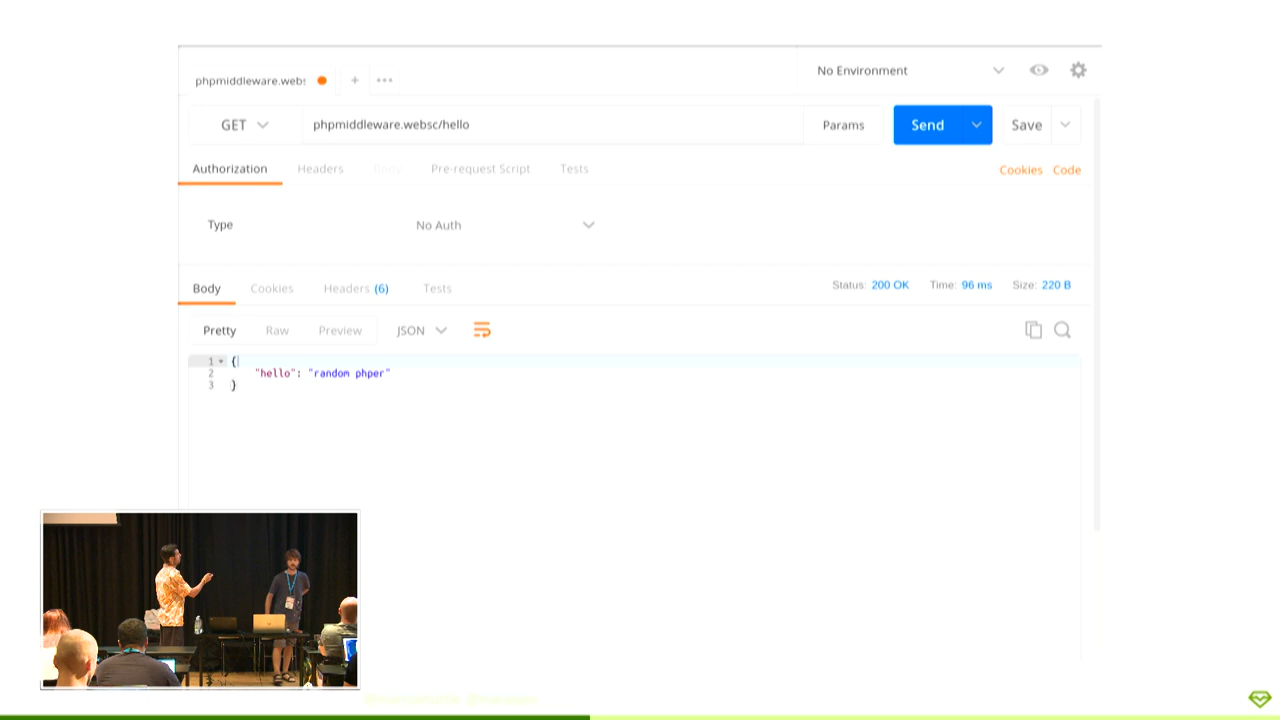 phpmiddleware.webs
+
No Environment
GET
phpmiddleware.websc/hello
Params
Send
Save
Authorization
Headers
Body
Pre-request Script
Tests
Cookies
Code
Type
No Auth
Body
Cookies
Headers (6)
Tests
Status: 200 OK
Time: 96 ms
Size: 220 B
Pretty
Raw
Preview
JSON
1 {
2 "hello": "random phper"
3 }